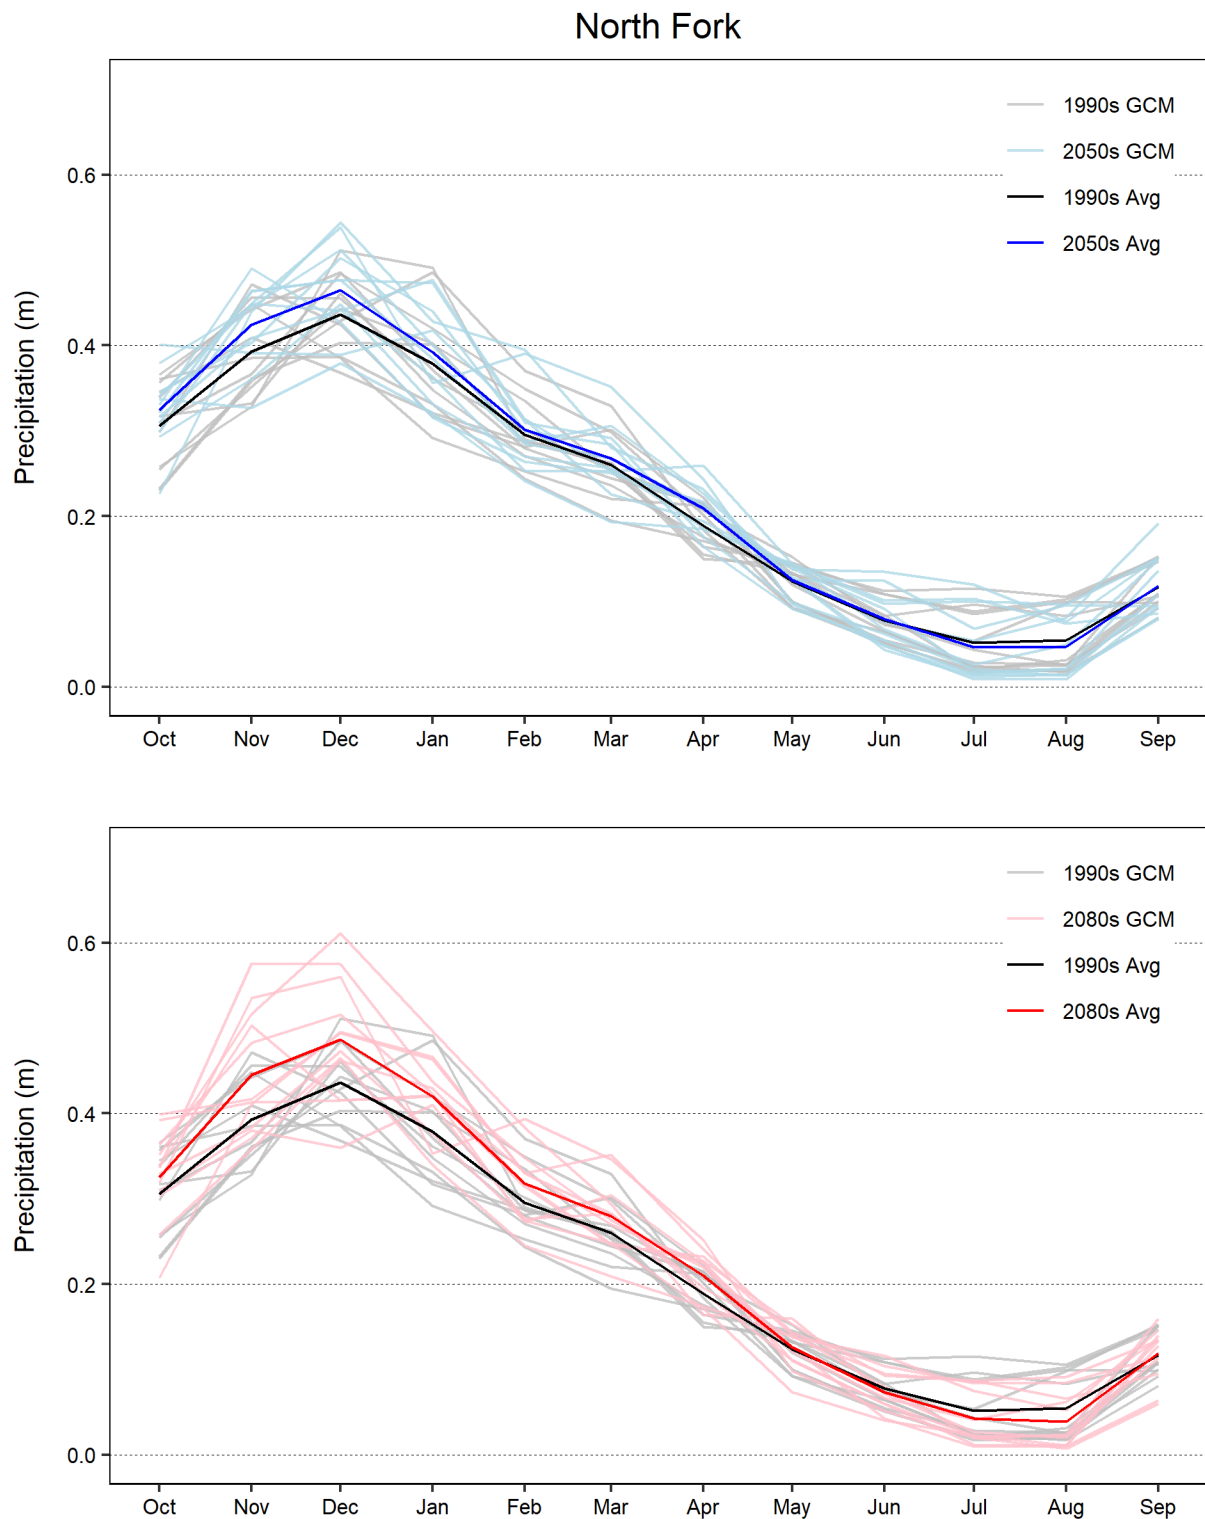 North Fork
1990s GCM
2050s GCM
1990s Avg
2050s Avg
Precipitation (m)
0.6
0.4
0.2
0.0
Oct Nov Dec Jan Feb Mar Apr May Jun Jul Aug Sep
1990s GCM
2080s GCM
1990s Avg
2080s Avg
Precipitation (m)
0.6
0.4
0.2
0.0
Oct Nov Dec Jan Feb Mar Apr May Jun Jul Aug Sep